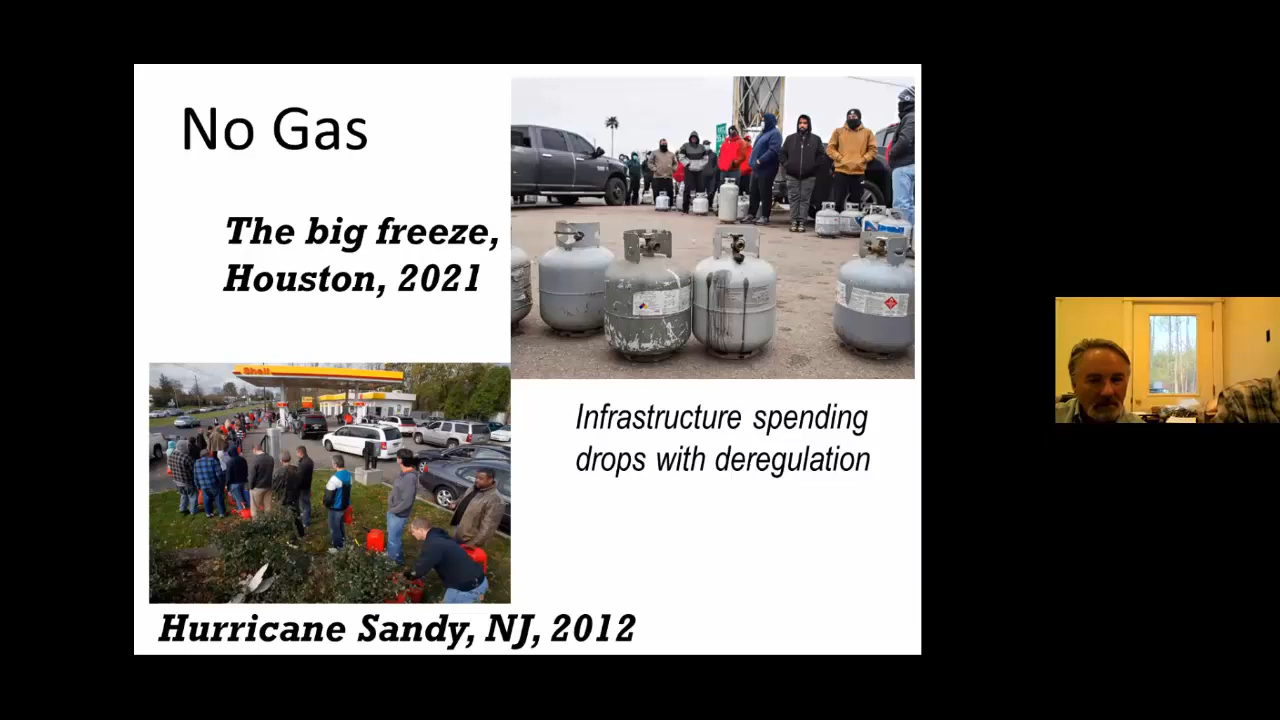 No Gas
The big freeze,
Houston, 2021
Shell
Infrastructure spending
drops with deregulation
Hurricane Sandy, NJ, 2012